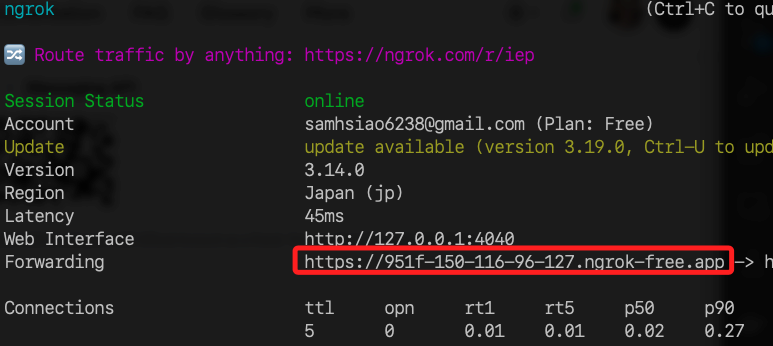 ngrok (Ctrl+C to qu
🔀 Route traffic by anything: https://ngrok.com/r/iep
Session Status online
Account samhsiao6238@gmail.com (Plan: Free)
Update update available (version 3.19.0, Ctrl-U to upd
Version 3.14.0
Region Japan (jp)
Latency 45ms
Web Interface http://127.0.0.1:4040
Forwarding https://951f-150-116-96-127.ngrok-free.app -> h
Connections ttl opn rt1 rt5 p50 p90
5 0 0.01 0.01 0.02 0.27